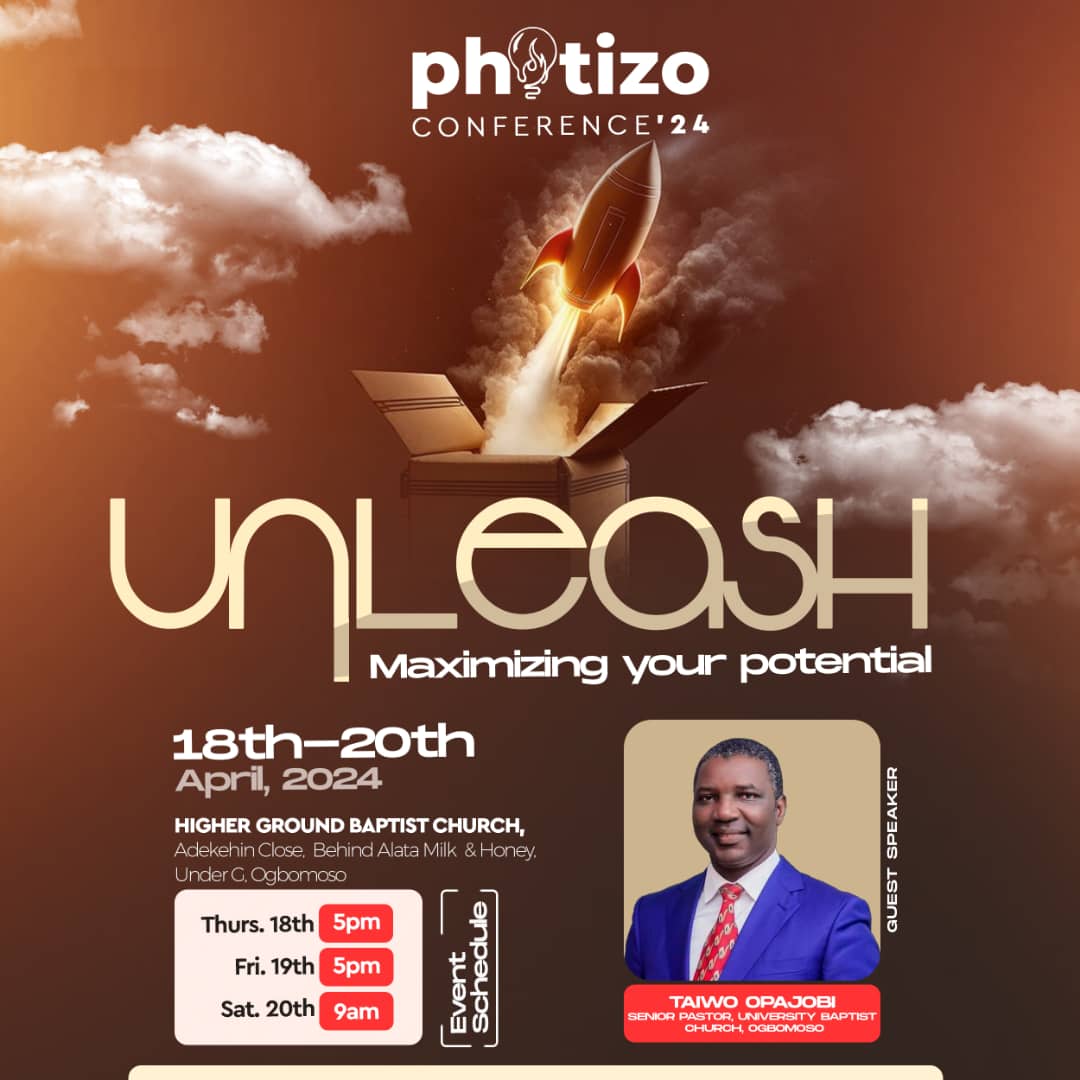 photizo
CONFERENCE'24
UNLEASH
Maximizing your potential
18th–20th
April, 2024
HIGHER GROUND BAPTIST CHURCH,
Adekehin Close, Behind Alata Milk & Honey,
Under G, Ogbomoso
Thurs. 18th 5pm
Fri. 19th 5pm
Sat. 20th 9am
Event
Schedule
GUEST SPEAKER
TAIWO OPAJOBI
SENIOR PASTOR, UNIVERSITY BAPTIST
CHURCH, OGBOMOSO